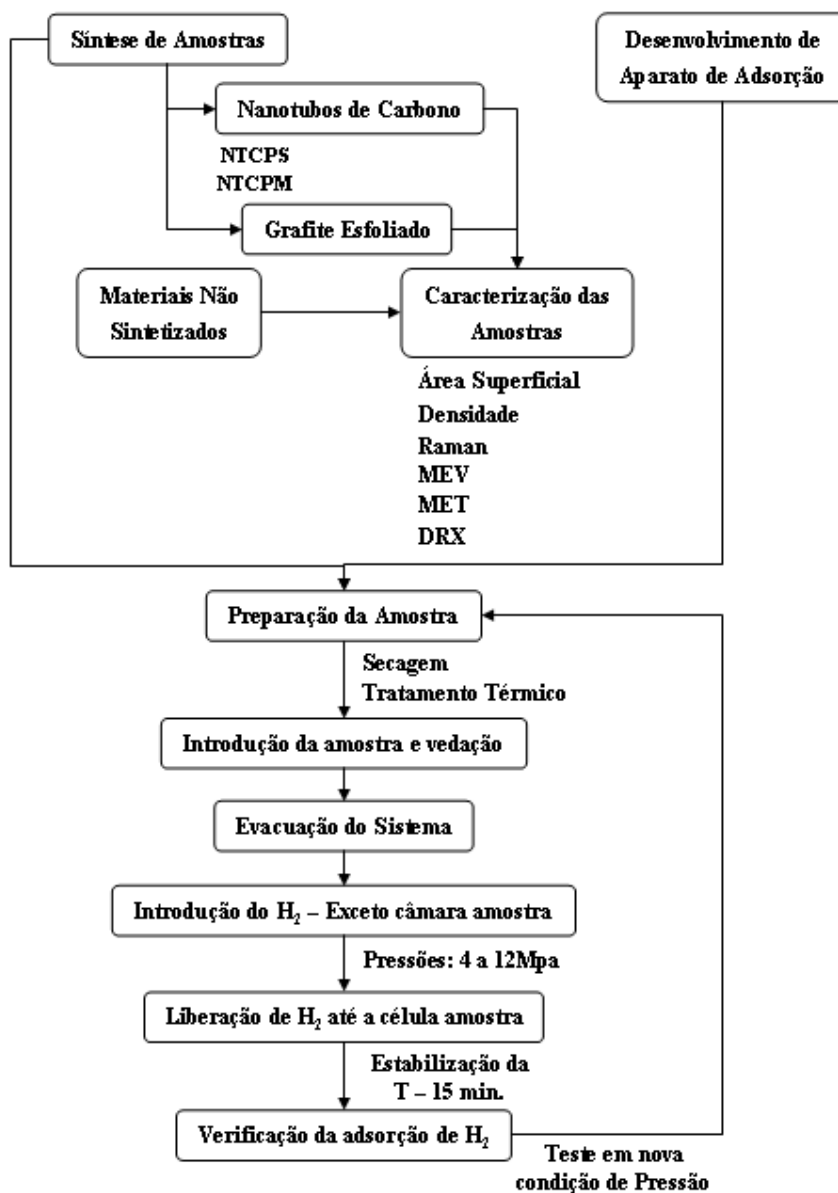 Síntese de Amostras
Desenvolvimento de
Aparato de Adsorção
Nanotubos de Carbono
NTCPS
NTCPM
Grafite Esfoliado
Materiais Não
Sintetizados
Caracterização das
Amostras
Área Superficial
Densidade
Raman
MEV
MET
DRX
Preparação da Amostra
Secagem
Tratamento Térmico
Introdução da amostra e vedação
Evacuação do Sistema
Introdução do H₂ – Exceto câmara amostra
Pressões: 4 a 12Mpa
Liberação de H₂ até a célula amostra
Estabilização da
T – 15 min.
Verificação da adsorção de H₂
Teste em nova
condição de Pressão